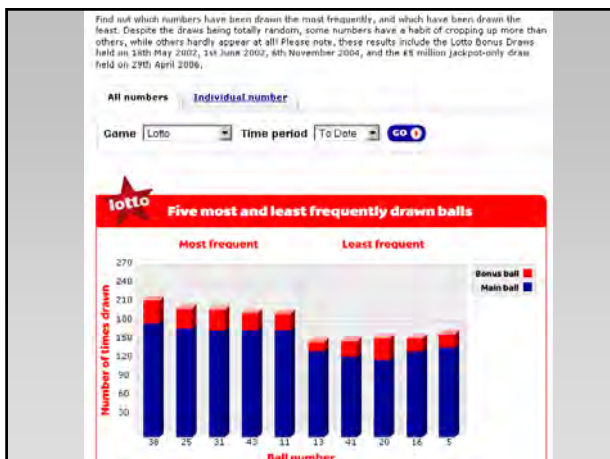 Find out which numbers have been drawn the most frequently, and which have been drawn the
least. Despite the draws being totally random, some numbers have a habit of cropping up more than
others, while others hardly appear at all! Please note, these results include the Lotto Bonus Draws
held on 18th May 2002, 1st June 2002, 6th November 2004, and the £5 million jackpot-only draw
held on 29th April 2006.
All numbers Individual number
Game Lotto Time period To Date GO
lotto Five most and least frequently drawn balls
Most frequent Least frequent
Bonus ball
Main ball
Number of times drawn
270
240
210
180
150
120
90
60
30
38 25 31 43 11 13 41 20 16 5
Ball number